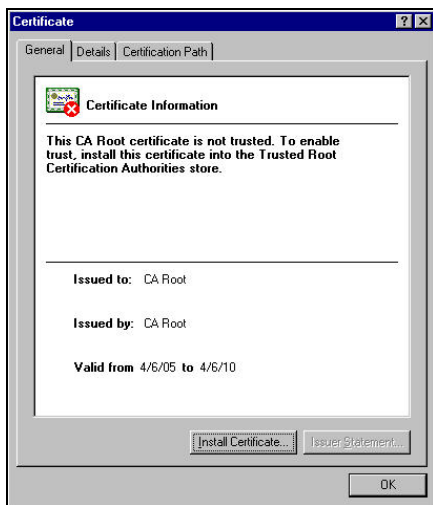 Certificate
General Details Certification Path
Certificate Information
This CA Root certificate is not trusted. To enable
trust, install this certificate into the Trusted Root
Certification Authorities store.
Issued to: CA Root
Issued by: CA Root
Valid from 4/6/05 to 4/6/10
Install Certificate... Issuer Statement...
OK